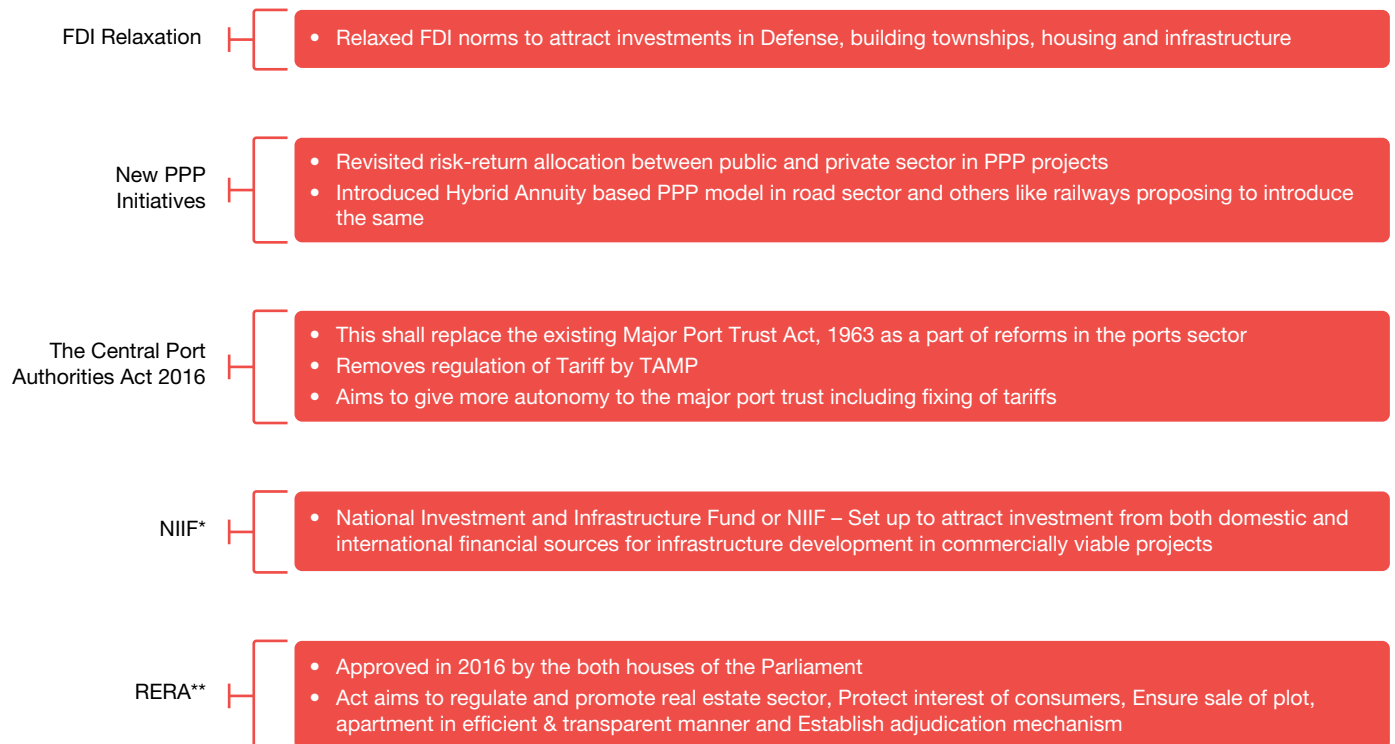 FDI Relaxation
• Relaxed FDI norms to attract investments in Defense, building townships, housing and infrastructure
New PPP
Initiatives
• Revisited risk-return allocation between public and private sector in PPP projects
• Introduced Hybrid Annuity based PPP model in road sector and others like railways proposing to introduce
the same
The Central Port
Authorities Act 2016
• This shall replace the existing Major Port Trust Act, 1963 as a part of reforms in the ports sector
• Removes regulation of Tariff by TAMP
• Aims to give more autonomy to the major port trust including fixing of tariffs
NIIF*
• National Investment and Infrastructure Fund or NIIF – Set up to attract investment from both domestic and
international financial sources for infrastructure development in commercially viable projects
RERA**
• Approved in 2016 by the both houses of the Parliament
• Act aims to regulate and promote real estate sector, Protect interest of consumers, Ensure sale of plot,
apartment in efficient & transparent manner and Establish adjudication mechanism